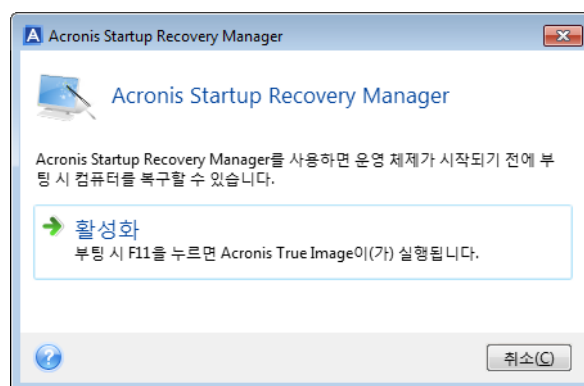 Acronis Startup Recovery Manager
Acronis Startup Recovery Manager
Acronis Startup Recovery Manager를 사용하면 운영 체제가 시작되기 전에 부
팅 시 컴퓨터를 복구할 수 있습니다.
활성화
부팅 시 F11을 누르면 Acronis True Image이(가) 실행됩니다.
취소(C)